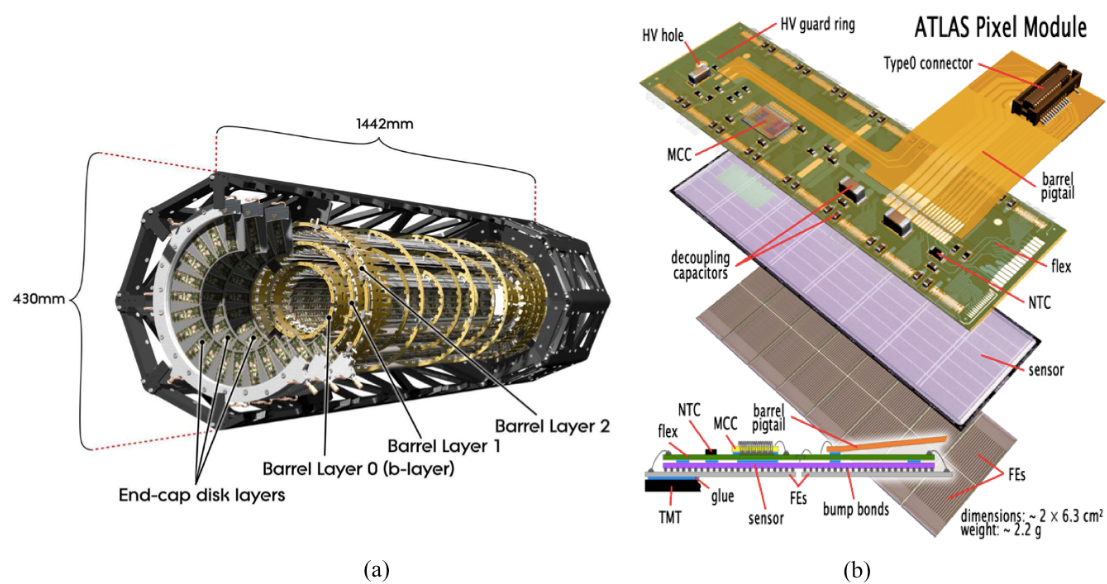 1442mm
430mm
Barrel Layer 2
Barrel Layer 1
Barrel Layer 0 (b-layer)
End-cap disk layers
(a)
ATLAS Pixel Module
HV guard ring
HV hole
Type0 connector
MCC
barrel
pigtail
decoupling
capacitors
flex
NTC
sensor
barrel
pigtail
MCC
NTC
flex
FEs
TMT
glue
sensor
FEs
bump bonds
dimensions: ~ 2 × 6.3 cm²
weight: ~ 2.2 g
(b)